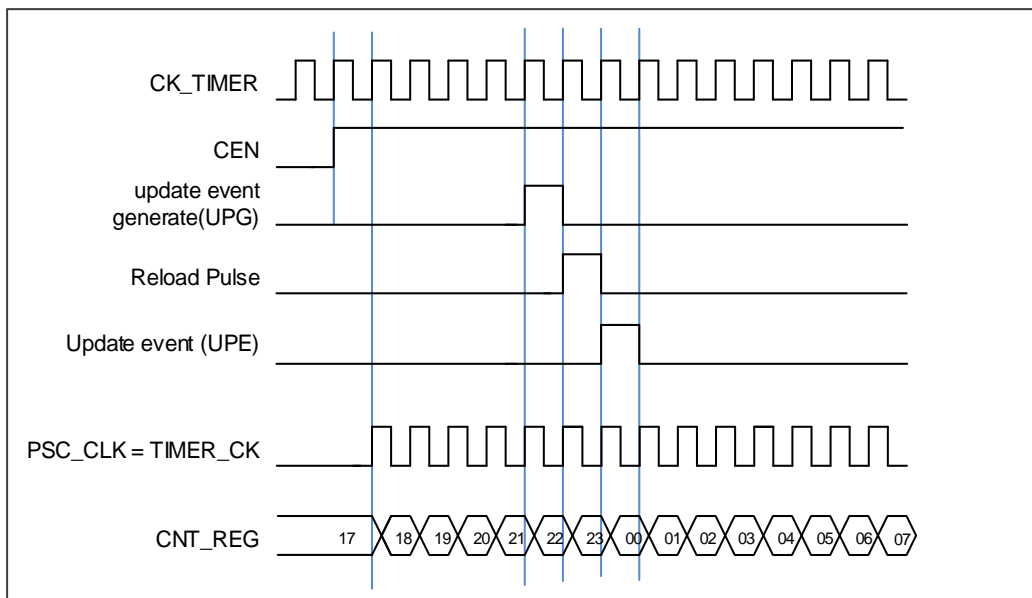 CK_TIMER
CEN
update event
generate(UPG)
Reload Pulse
Update event (UPE)
PSC_CLK = TIMER_CK
CNT_REG 17 18 19 20 21 22 23 00 01 02 03 04 05 06 07